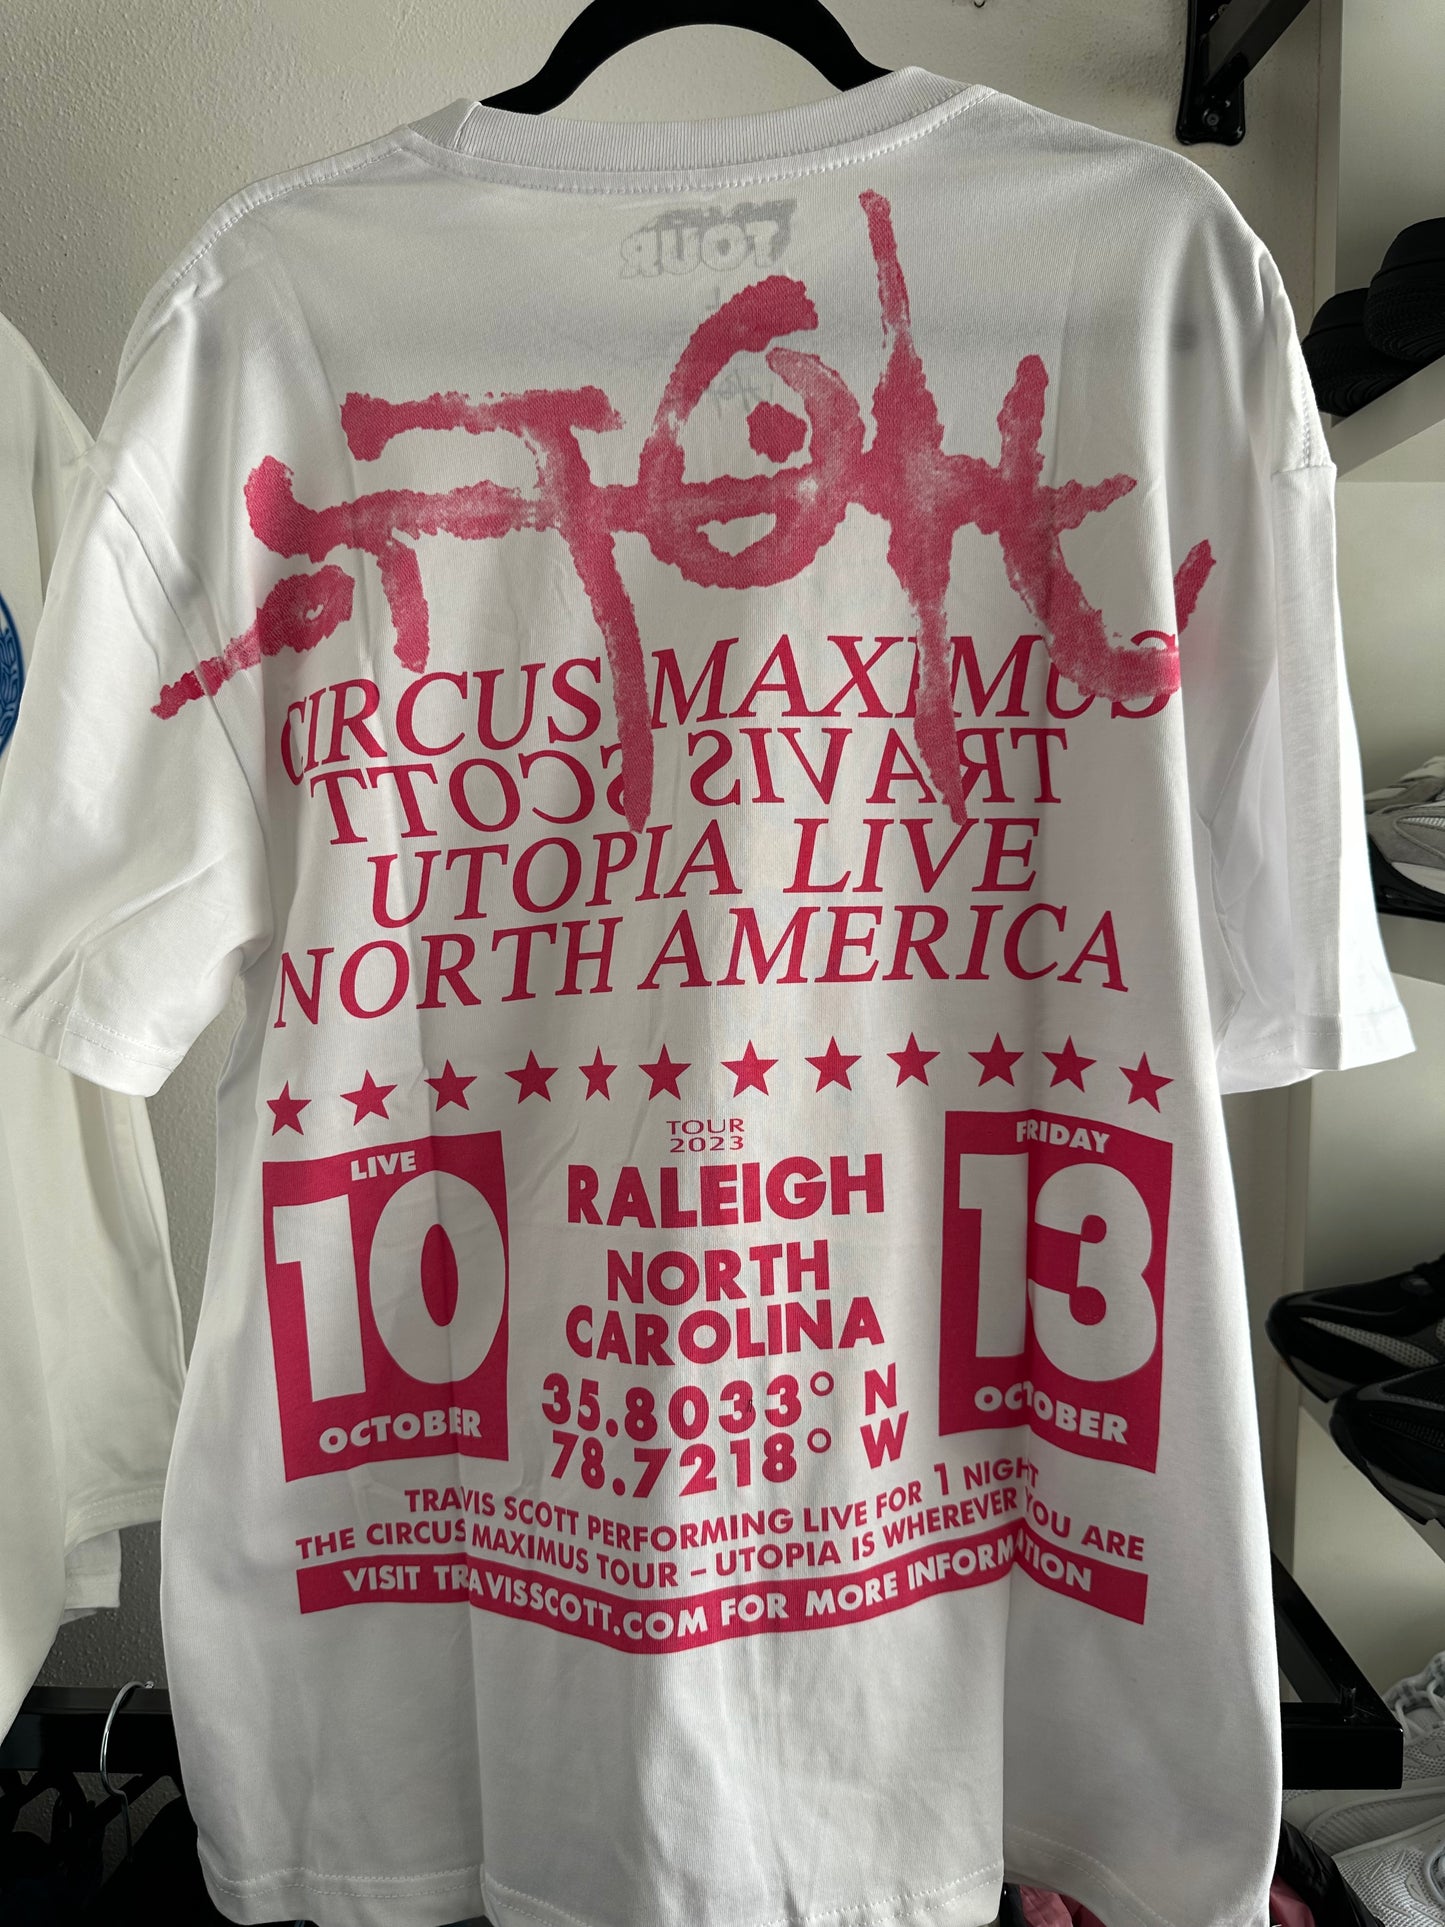 TOUR
CIRCUS MAXIMUS
TRAVIS SCOTT
UTOPIA LIVE
NORTH AMERICA
TOUR
2023
LIVE
10
OCTOBER
RALEIGH
NORTH
CAROLINA
35.8033° N
78.7218° W
FRIDAY
13
OCTOBER
TRAVIS SCOTT PERFORMING LIVE FOR 1 NIGHT
THE CIRCUS MAXIMUS TOUR – UTOPIA IS WHEREVER YOU ARE
VISIT TRAVISSCOTT.COM FOR MORE INFORMATION